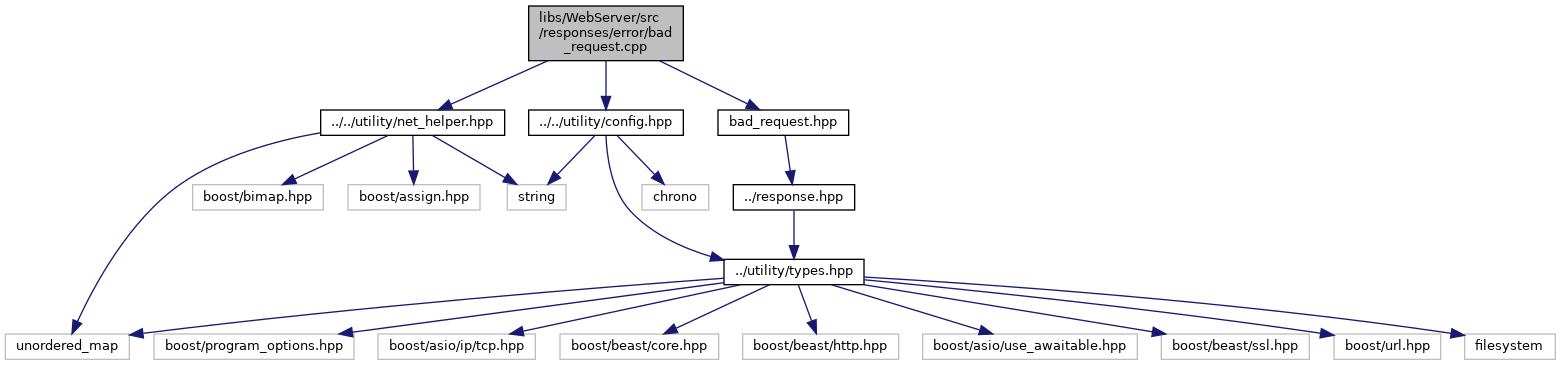 libs/WebServer/src
/responses/error/bad
_request.cpp
../../utility/net_helper.hpp
../../utility/config.hpp
bad_request.hpp
boost/bimap.hpp
boost/assign.hpp
string
chrono
../response.hpp
../utility/types.hpp
unordered_map
boost/program_options.hpp
boost/asio/ip/tcp.hpp
boost/beast/core.hpp
boost/beast/http.hpp
boost/asio/use_awaitable.hpp
boost/beast/ssl.hpp
boost/url.hpp
filesystem